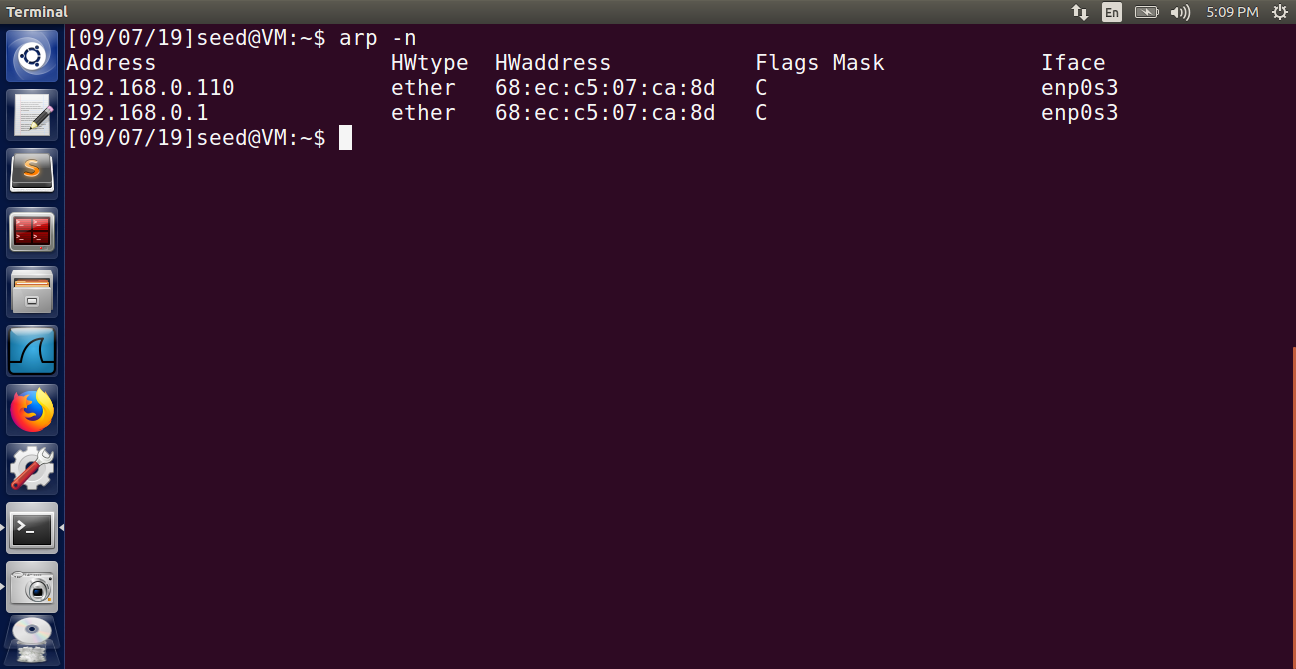 Terminal
En
5:09 PM
[09/07/19]seed@VM:~$ arp -n
Address HWtype HWaddress Flags Mask Iface
192.168.0.110 ether 68:ec:c5:07:ca:8d C enp0s3
192.168.0.1 ether 68:ec:c5:07:ca:8d C enp0s3
[09/07/19]seed@VM:~$